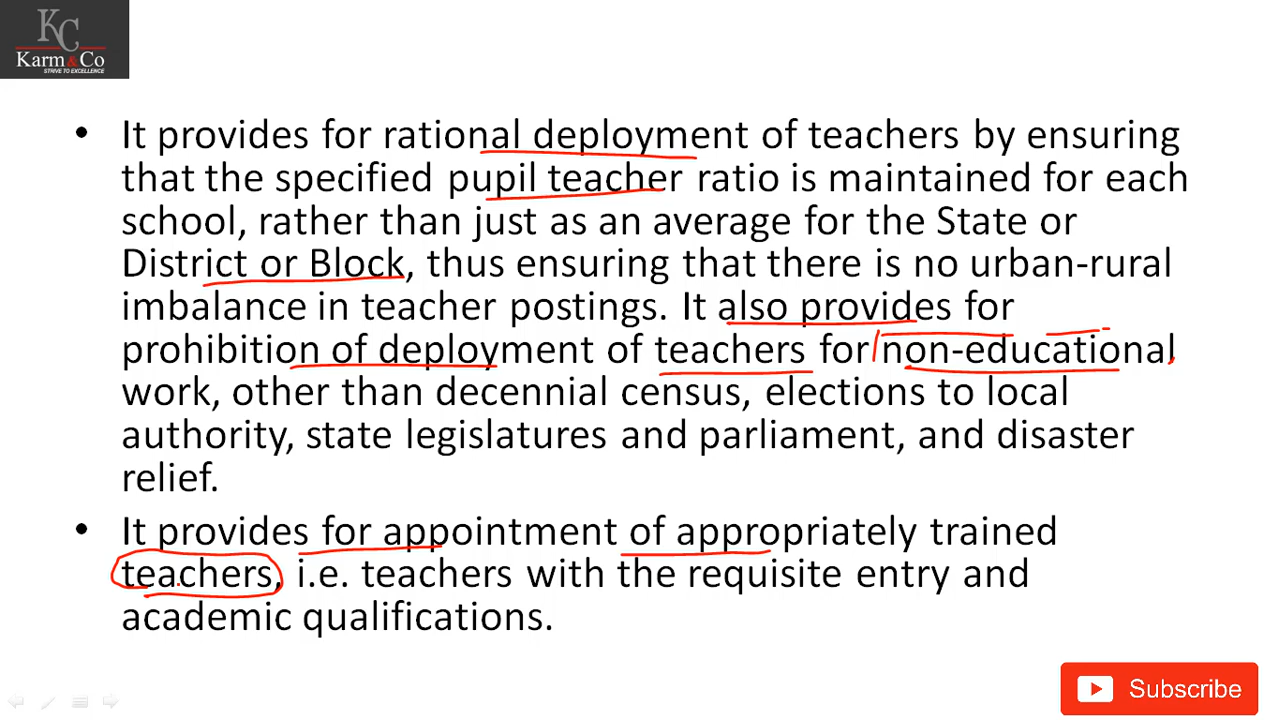 KC
Karm&Co
STRIVE TO EXCELLENCE
• It provides for rational deployment of teachers by ensuring
that the specified pupil teacher ratio is maintained for each
school, rather than just as an average for the State or
District or Block, thus ensuring that there is no urban-rural
imbalance in teacher postings. It also provides for
prohibition of deployment of teachers for non-educational
work, other than decennial census, elections to local
authority, state legislatures and parliament, and disaster
relief.
• It provides for appointment of appropriately trained
teachers, i.e. teachers with the requisite entry and
academic qualifications.
Subscribe